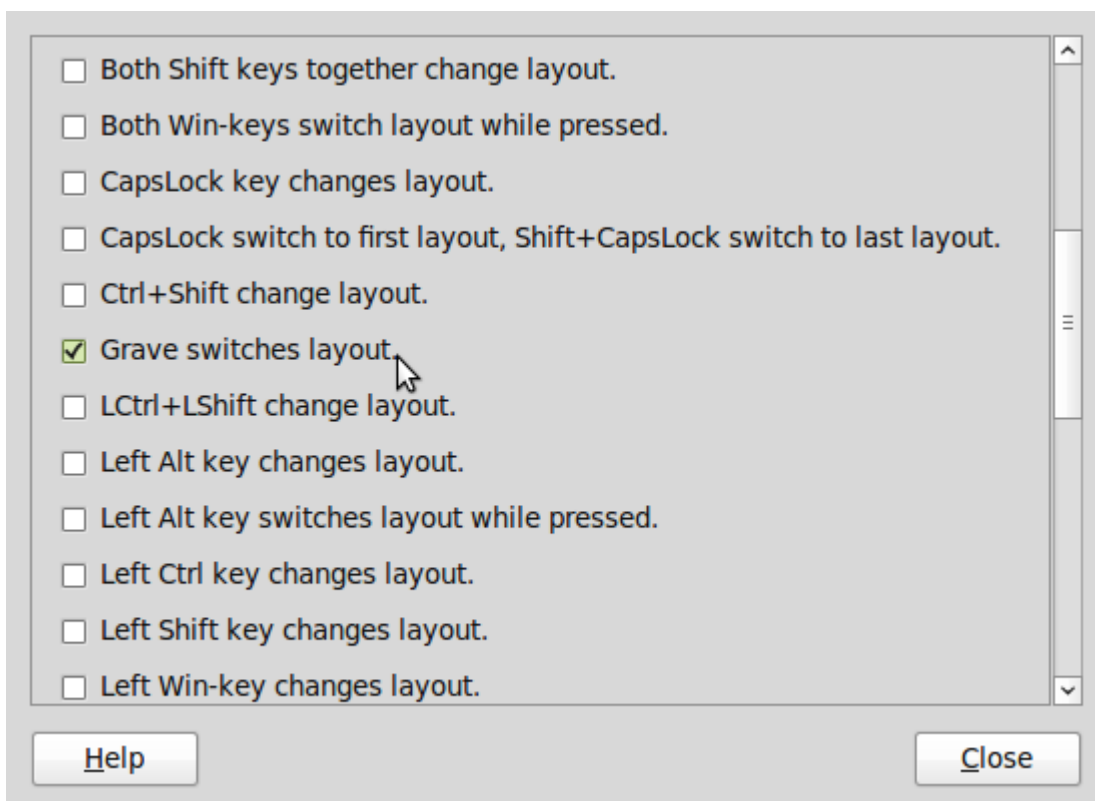 Both Shift keys together change layout.
Both Win-keys switch layout while pressed.
CapsLock key changes layout.
CapsLock switch to first layout, Shift+CapsLock switch to last layout.
Ctrl+Shift change layout.
Grave switches layout.
LCtrl+LShift change layout.
Left Alt key changes layout.
Left Alt key switches layout while pressed.
Left Ctrl key changes layout.
Left Shift key changes layout.
Left Win-key changes layout.
Help
Close